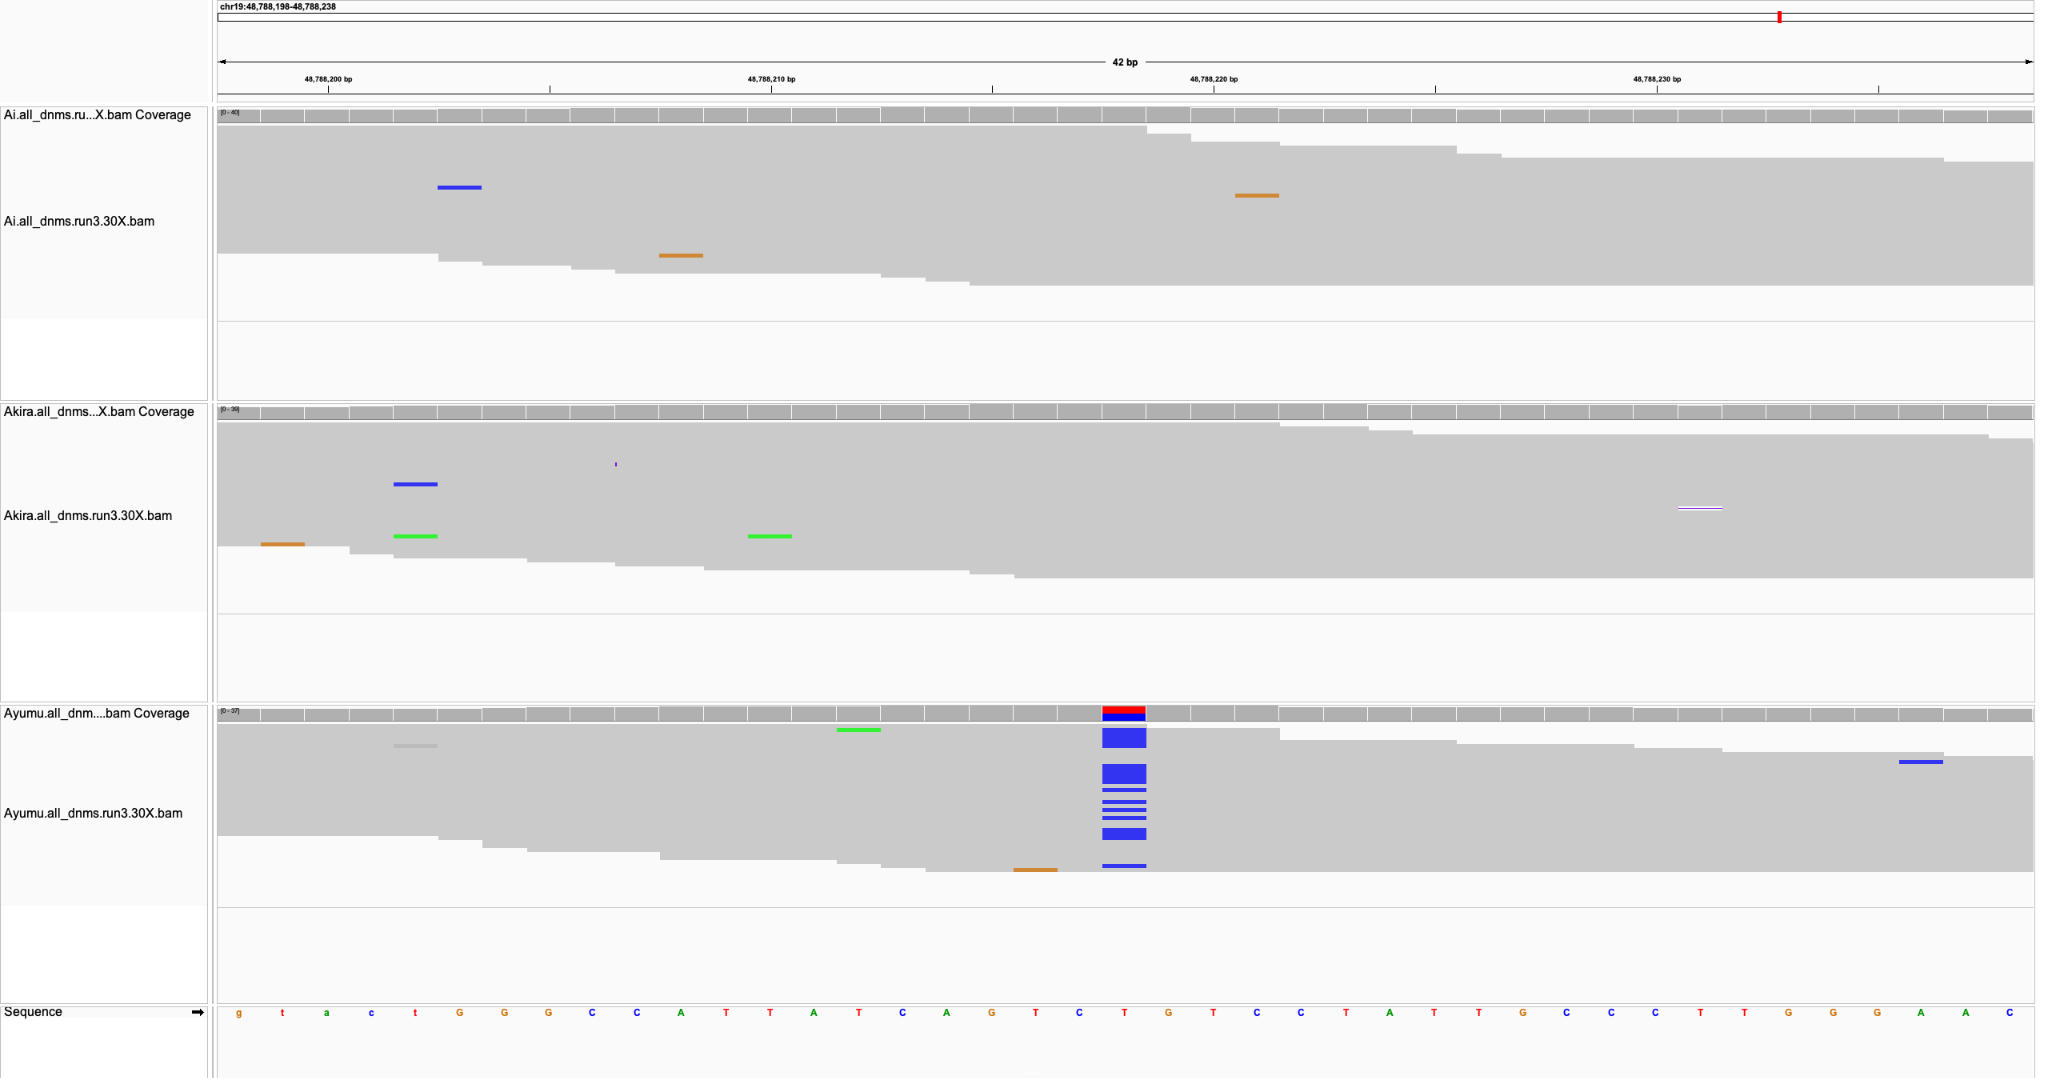 chr19:48,788,198-48,788,238
42 bp
48,788,200 bp 48,788,210 bp 48,788,220 bp 48,788,230 bp
Ai.all_dnms.ru...X.bam Coverage
[0 - 40]
Ai.all_dnms.run3.30X.bam
Akira.all_dnms...X.bam Coverage
[0 - 39]
Akira.all_dnms.run3.30X.bam
Ayumu.all_dnm....bam Coverage
[0 - 37]
Ayumu.all_dnms.run3.30X.bam
Sequence
g t a c t G G G C C A T T A T C A G T C T G T C C T A T T G C C C T T G G G A A C